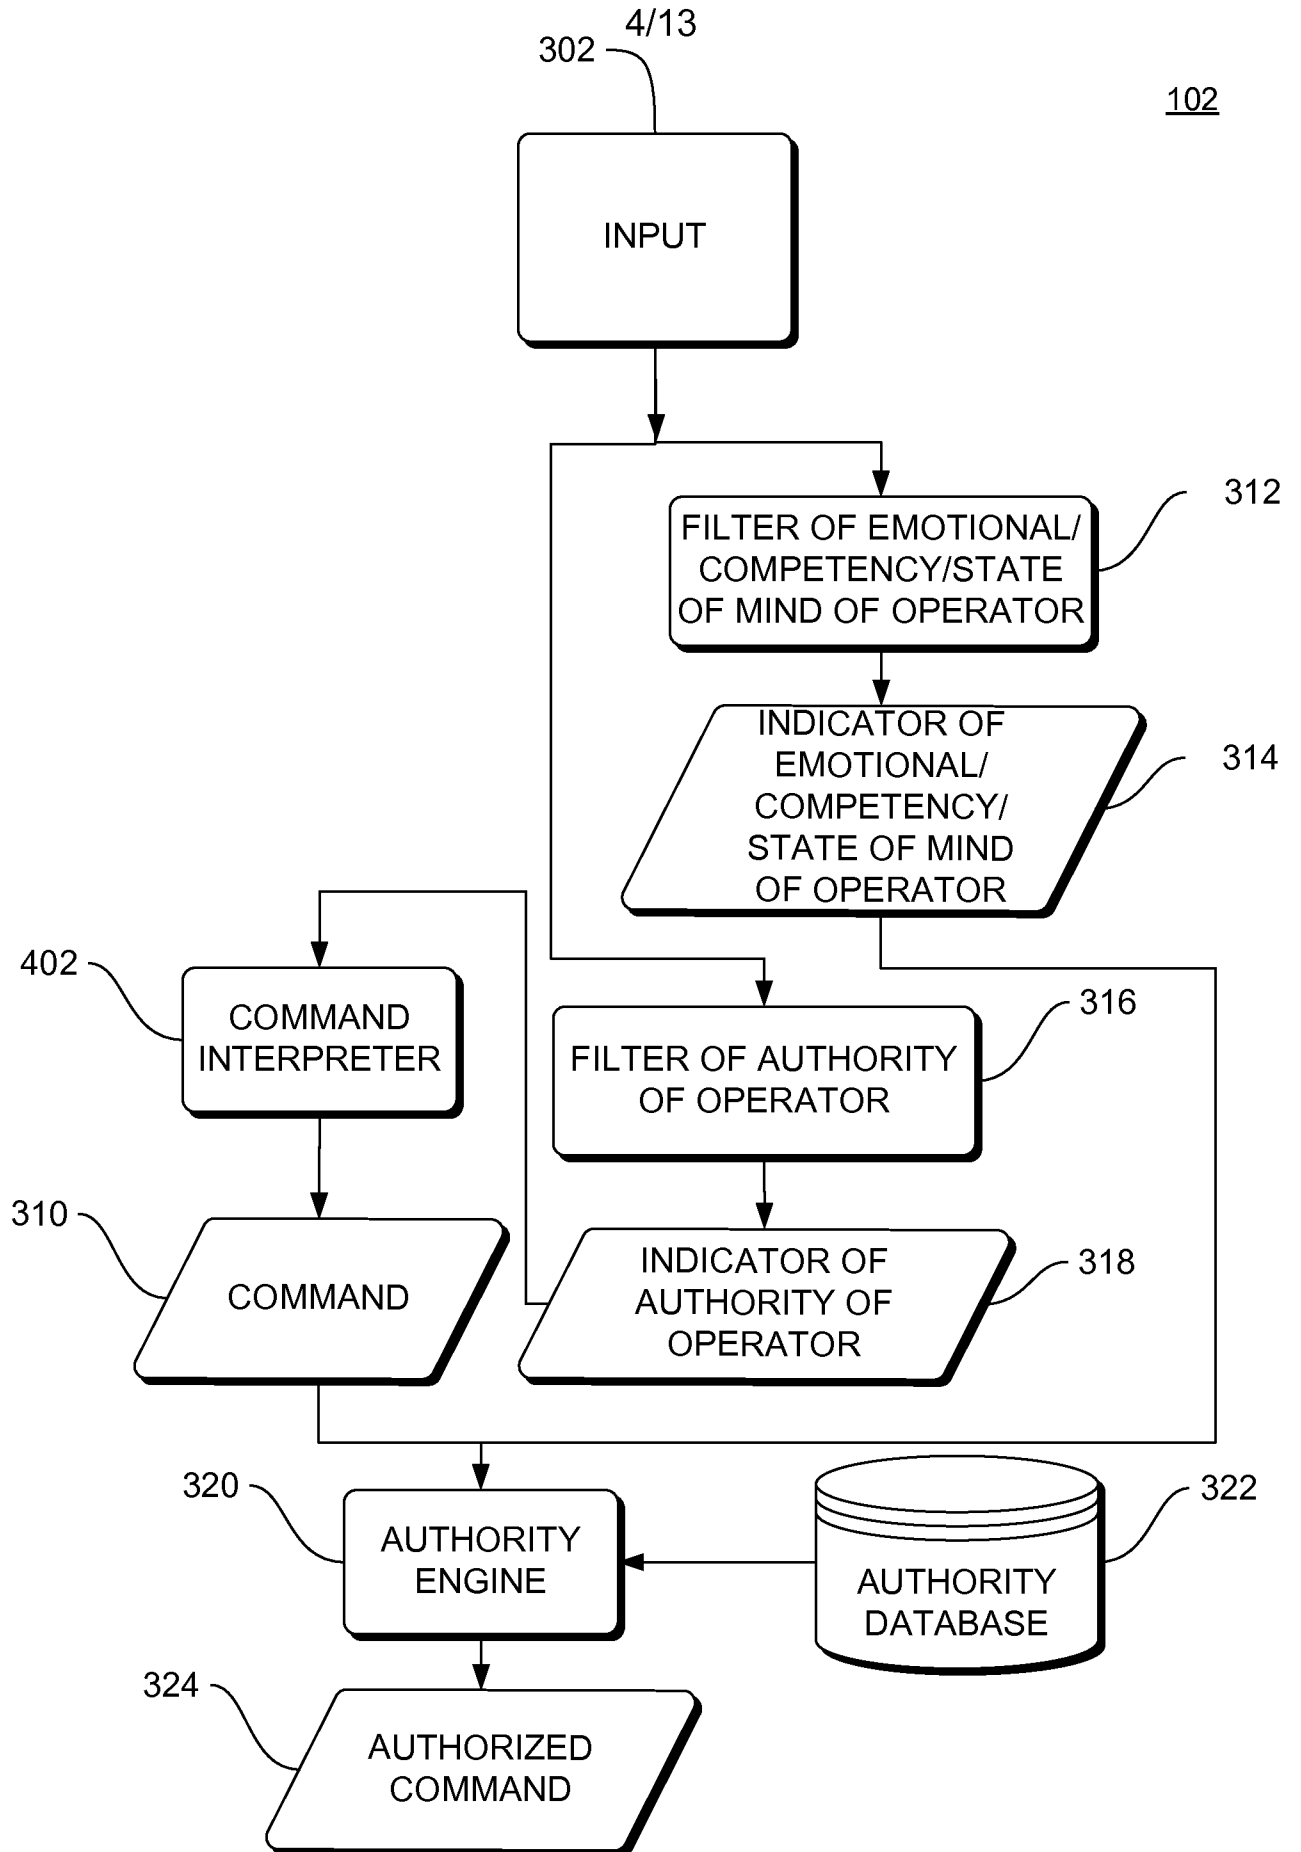 4/13
302
102
INPUT
312
FILTER OF EMOTIONAL/
COMPETENCY/STATE
OF MIND OF OPERATOR
INDICATOR OF
EMOTIONAL/
COMPETENCY/
STATE OF MIND
OF OPERATOR
314
402
COMMAND
INTERPRETER
316
FILTER OF AUTHORITY
OF OPERATOR
310
COMMAND
INDICATOR OF
AUTHORITY OF
OPERATOR
318
320
AUTHORITY
ENGINE
322
AUTHORITY
DATABASE
324
AUTHORIZED
COMMAND